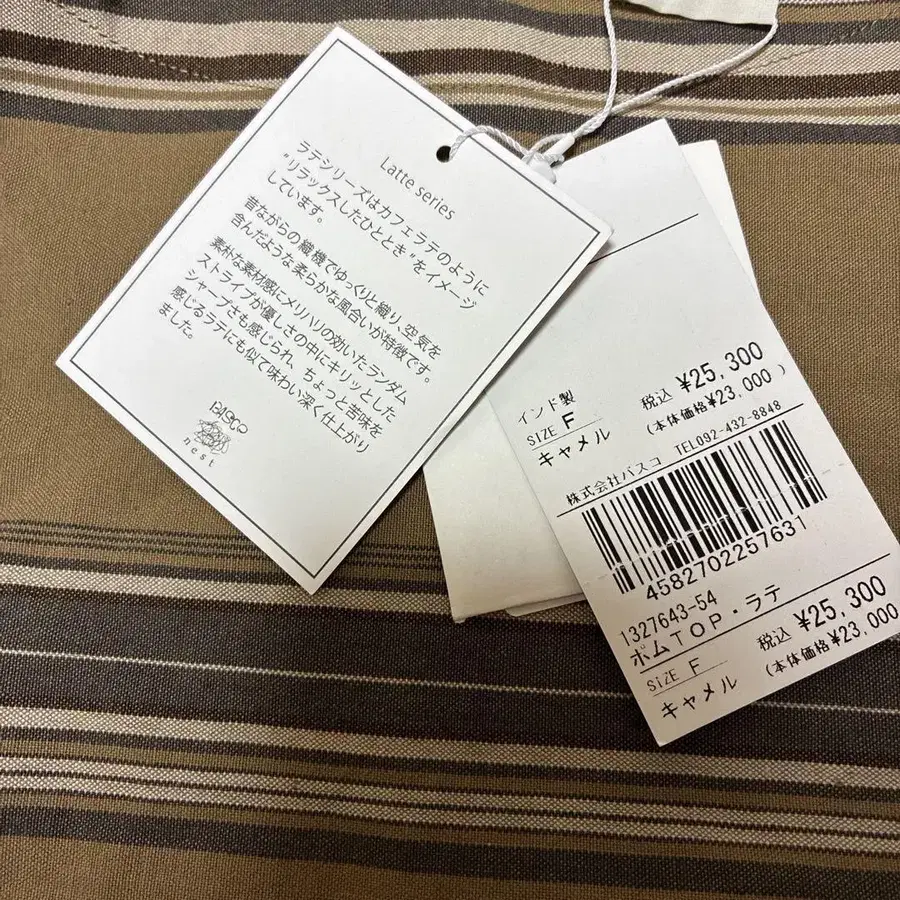 Latte series
ラテシリーズはカフェラテのように
"リラックスしたひととき"をイメージ
しています。
昔ながらの織機でゆっくりと織り、空気を
含んだような柔らかな風合いが特徴です。
素朴な素材感にメリハリの効いたランダム
ストライプが優しさの中にキリッとした
シャープさも感じられ、ちょっと苦味を
感じるラテにも似て味わい深く仕上がり
ました。
nest
インド製
SIZE F
キャメル
税込 ¥25,300
(本体価格¥23,000)
株式会社パスコ TEL092-432-8848
4582702257631
1327643-54
ボムTOP・ラテ
SIZE F
キャメル
税込 ¥25,300
(本体価格¥23,000)